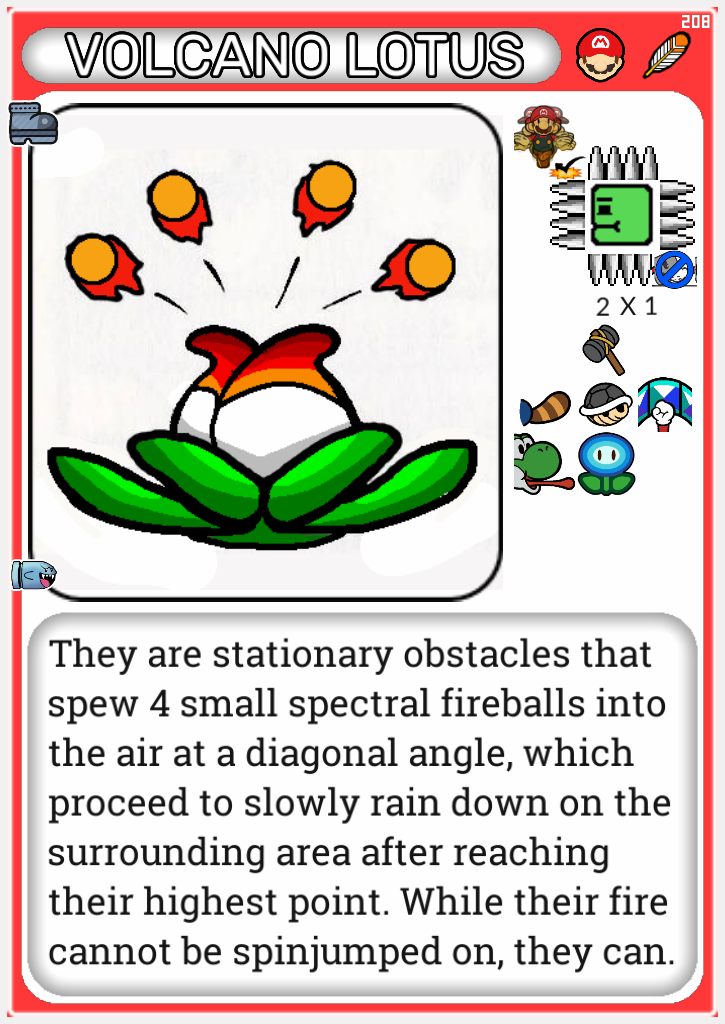 208
VOLCANO LOTUS
2 X 1
They are stationary obstacles that
spew 4 small spectral fireballs into
the air at a diagonal angle, which
proceed to slowly rain down on the
surrounding area after reaching
their highest point. While their fire
cannot be spinjumped on, they can.